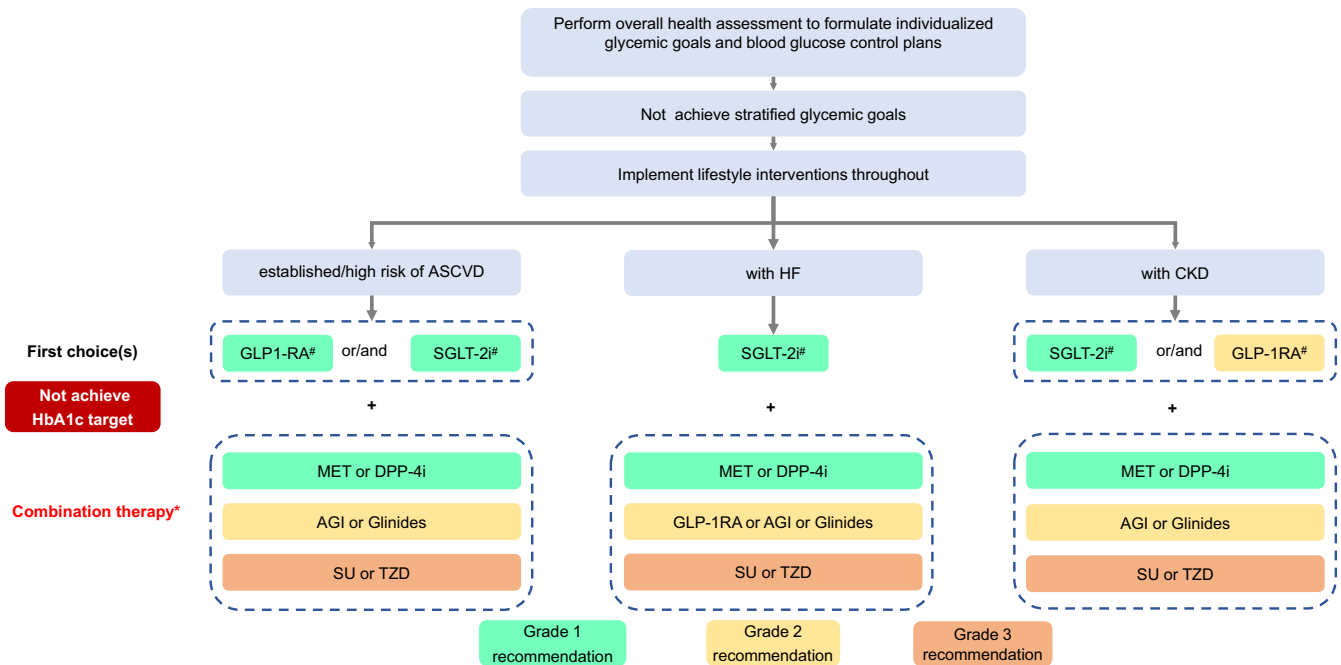 Perform overall health assessment to formulate individualized
glycemic goals and blood glucose control plans
Not achieve stratified glycemic goals
Implement lifestyle interventions throughout
established/high risk of ASCVD
with HF
with CKD
First choice(s)
GLP1-RA#
or/and
SGLT-2i#
SGLT-2i#
SGLT-2i#
or/and
GLP-1RA#
Not achieve
HbA1c target
+
+
+
Combination therapy*
MET or DPP-4i
AGI or Glinides
SU or TZD
MET or DPP-4i
GLP-1RA or AGI or Glinides
SU or TZD
MET or DPP-4i
AGI or Glinides
SU or TZD
Grade 1
recommendation
Grade 2
recommendation
Grade 3
recommendation